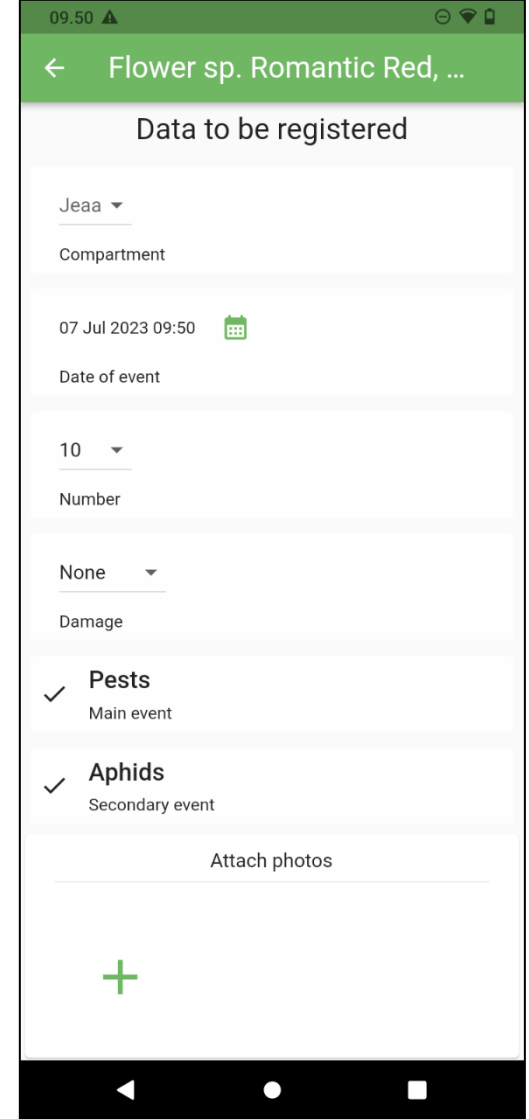 09.50
Flower sp. Romantic Red, ...
Data to be registered
Jeaa
Compartment
07 Jul 2023 09:50
Date of event
10
Number
None
Damage
Pests
Main event
Aphids
Secondary event
Attach photos